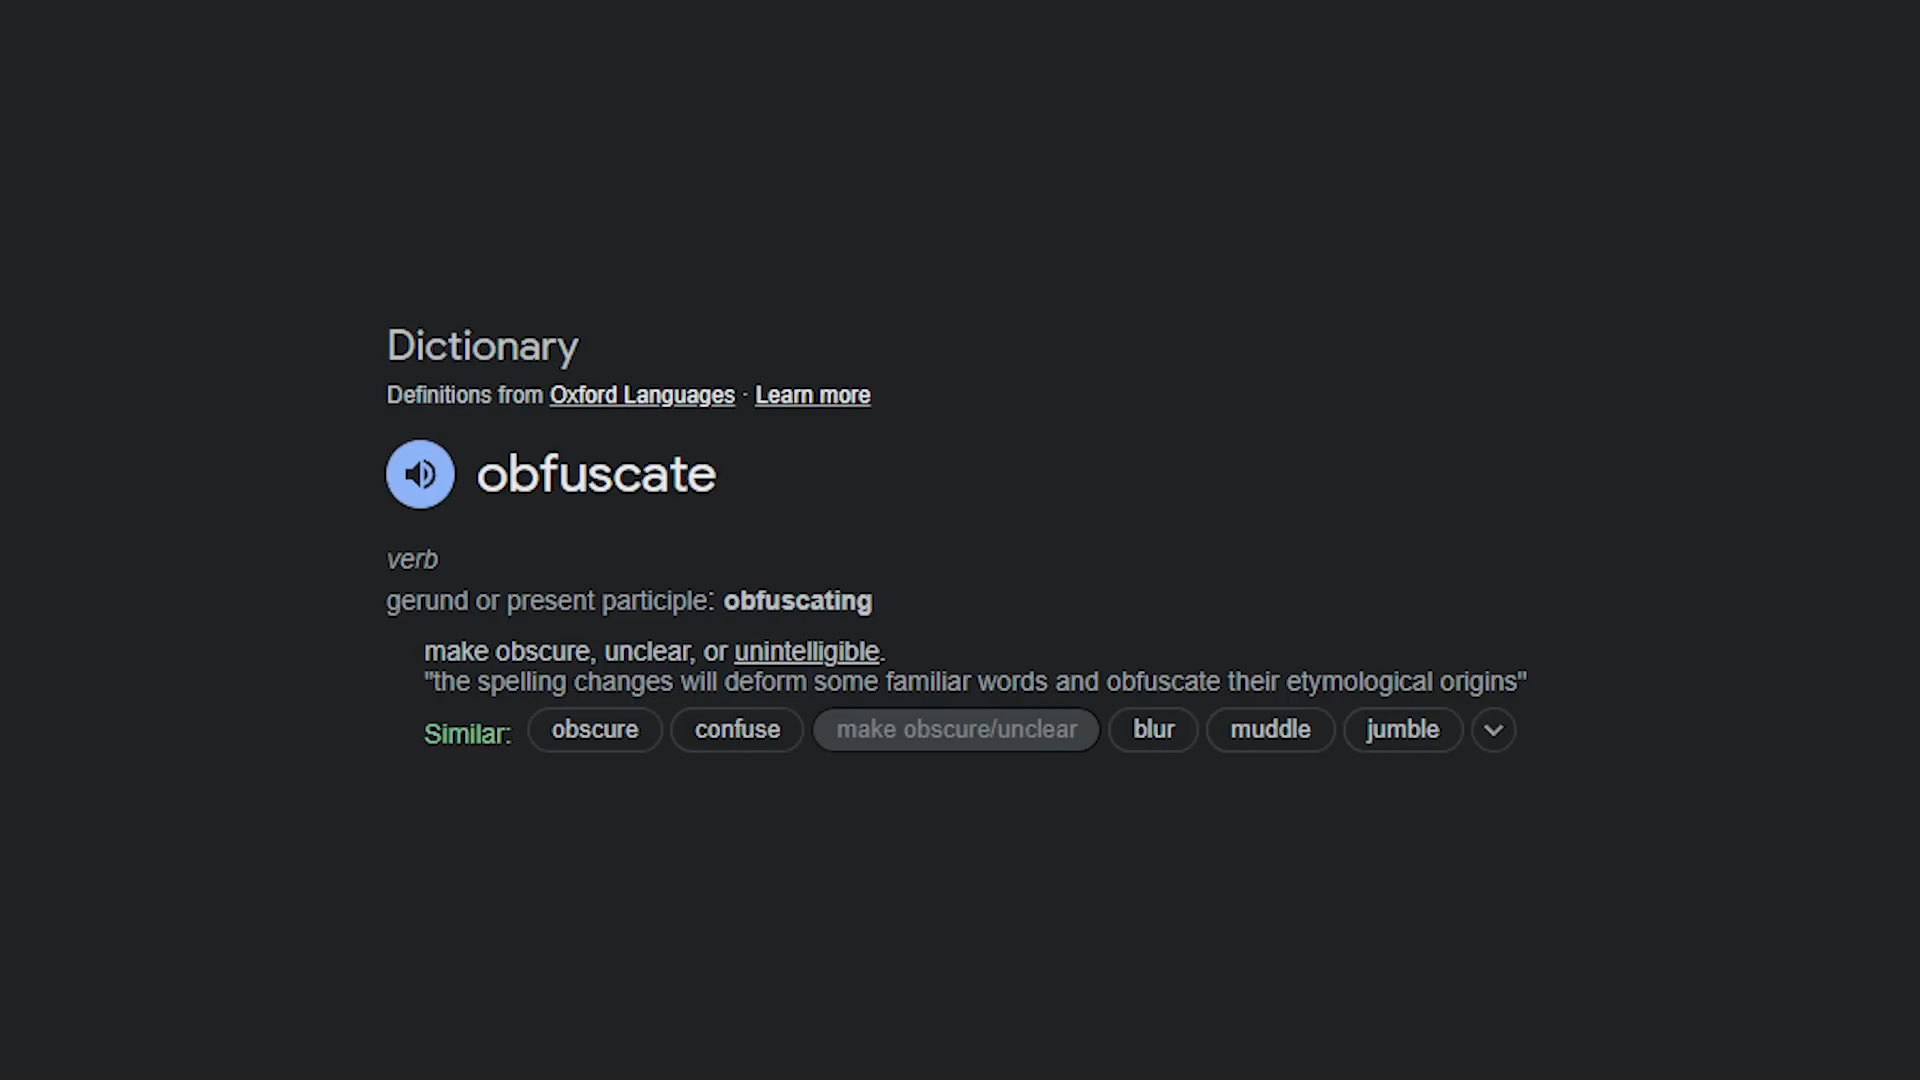 Dictionary
Definitions from Oxford Languages · Learn more
obfuscate
verb
gerund or present participle: obfuscating
make obscure, unclear, or unintelligible.
"the spelling changes will deform some familiar words and obfuscate their etymological origins"
Similar: obscure confuse make obscure/unclear blur muddle jumble